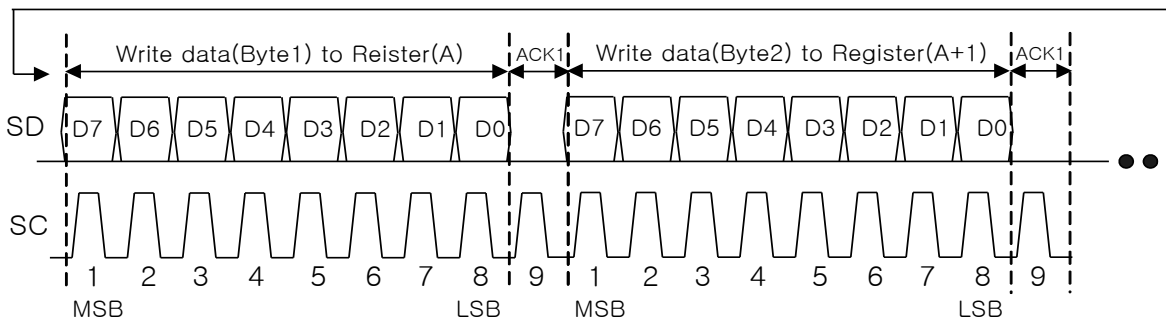 Write data(Byte1) to Reister(A) ACK1 Write data(Byte2) to Register(A+1) ACK1
SD D7 D6 D5 D4 D3 D2 D1 D0 D7 D6 D5 D4 D3 D2 D1 D0
SC
1 2 3 4 5 6 7 8 9 1 2 3 4 5 6 7 8 9
MSB LSB MSB LSB